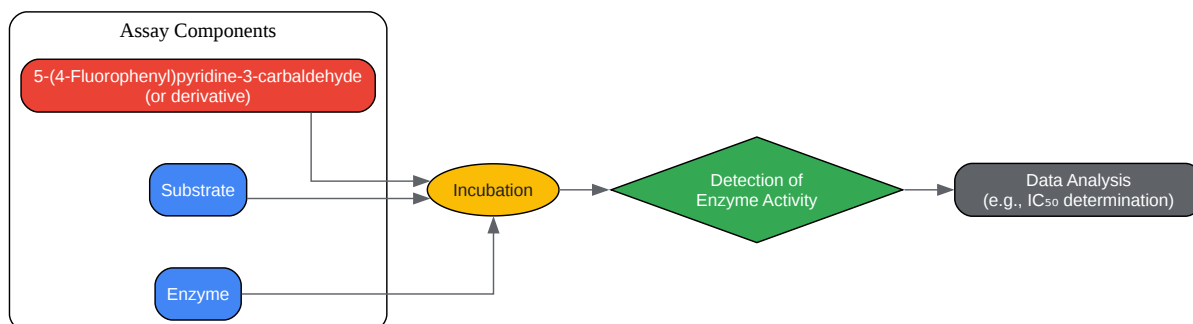 Assay Components
5-(4-Fluorophenyl)pyridine-3-carbaldehyde
(or derivative)
Substrate
Enzyme
Incubation
Detection of
Enzyme Activity
Data Analysis
(e.g., IC₅₀ determination)